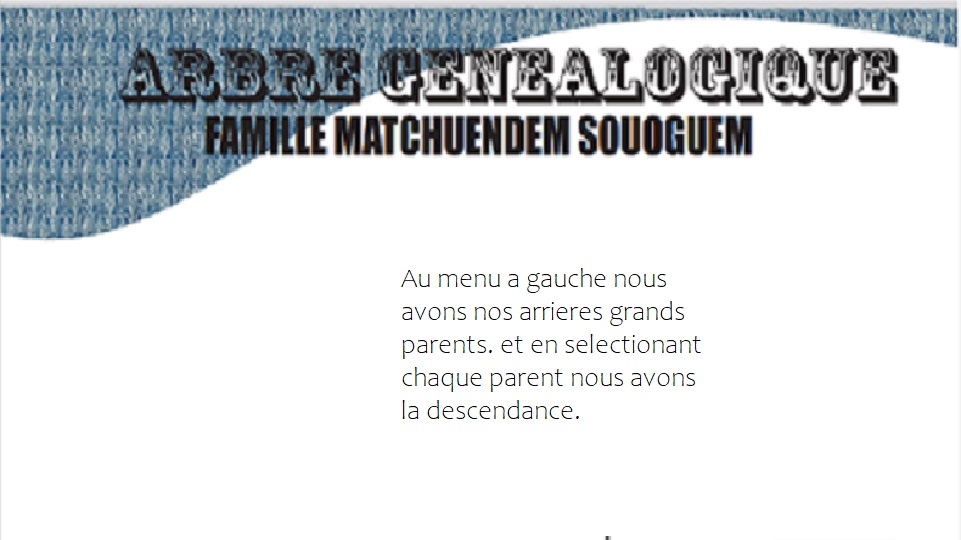 ARBRE GENEALOGIQUE
FAMILLE MATCHUENDEM SOUOGUEM
Au menu a gauche nous
avons nos arrieres grands
parents. et en selectionant
chaque parent nous avons
la descendance.